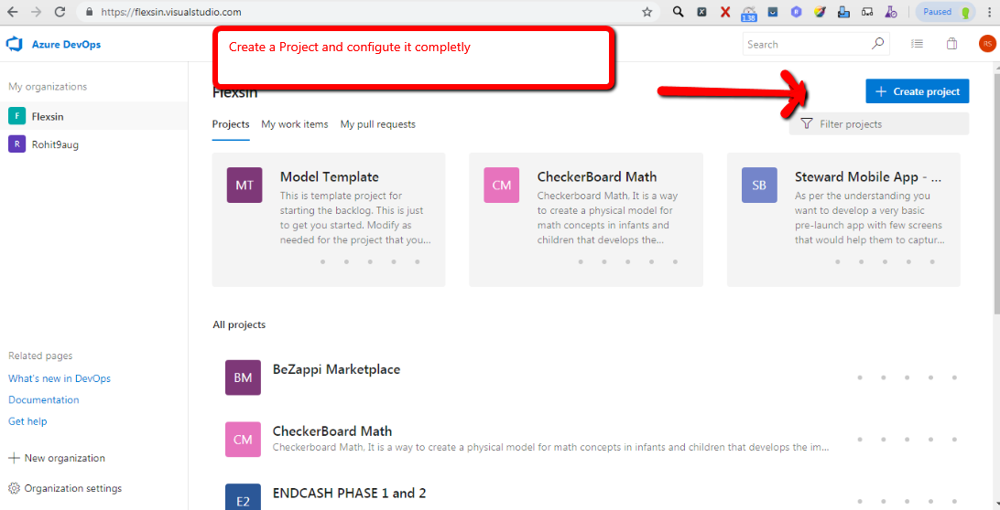 https://flexsin.visualstudio.com
1.38
Paused
Azure DevOps
Create a Project and configute it completly
Search
RS
My organizations
F Flexsin
R Rohit9aug
Flexsin
Create project
Projects My work items My pull requests
Filter projects
MT
Model Template
This is template project for
starting the backlog. This is just
to get you started. Modify as
needed for the project that you...
CM
CheckerBoard Math
Checkerboard Math. It is a way
to create a physical model for
math concepts in infants and
children that develops the...
SB
Steward Mobile App - ...
As per the understanding you
want to develop a very basic
pre-launch app with few screens
that would help them to captur...
All projects
BM
BeZappi Marketplace
CM
CheckerBoard Math
Checkerboard Math. It is a way to create a physical model for math concepts in infants and children that develops the im...
E2
ENDCASH PHASE 1 and 2
Related pages
What's new in DevOps
Documentation
Get help
New organization
Organization settings